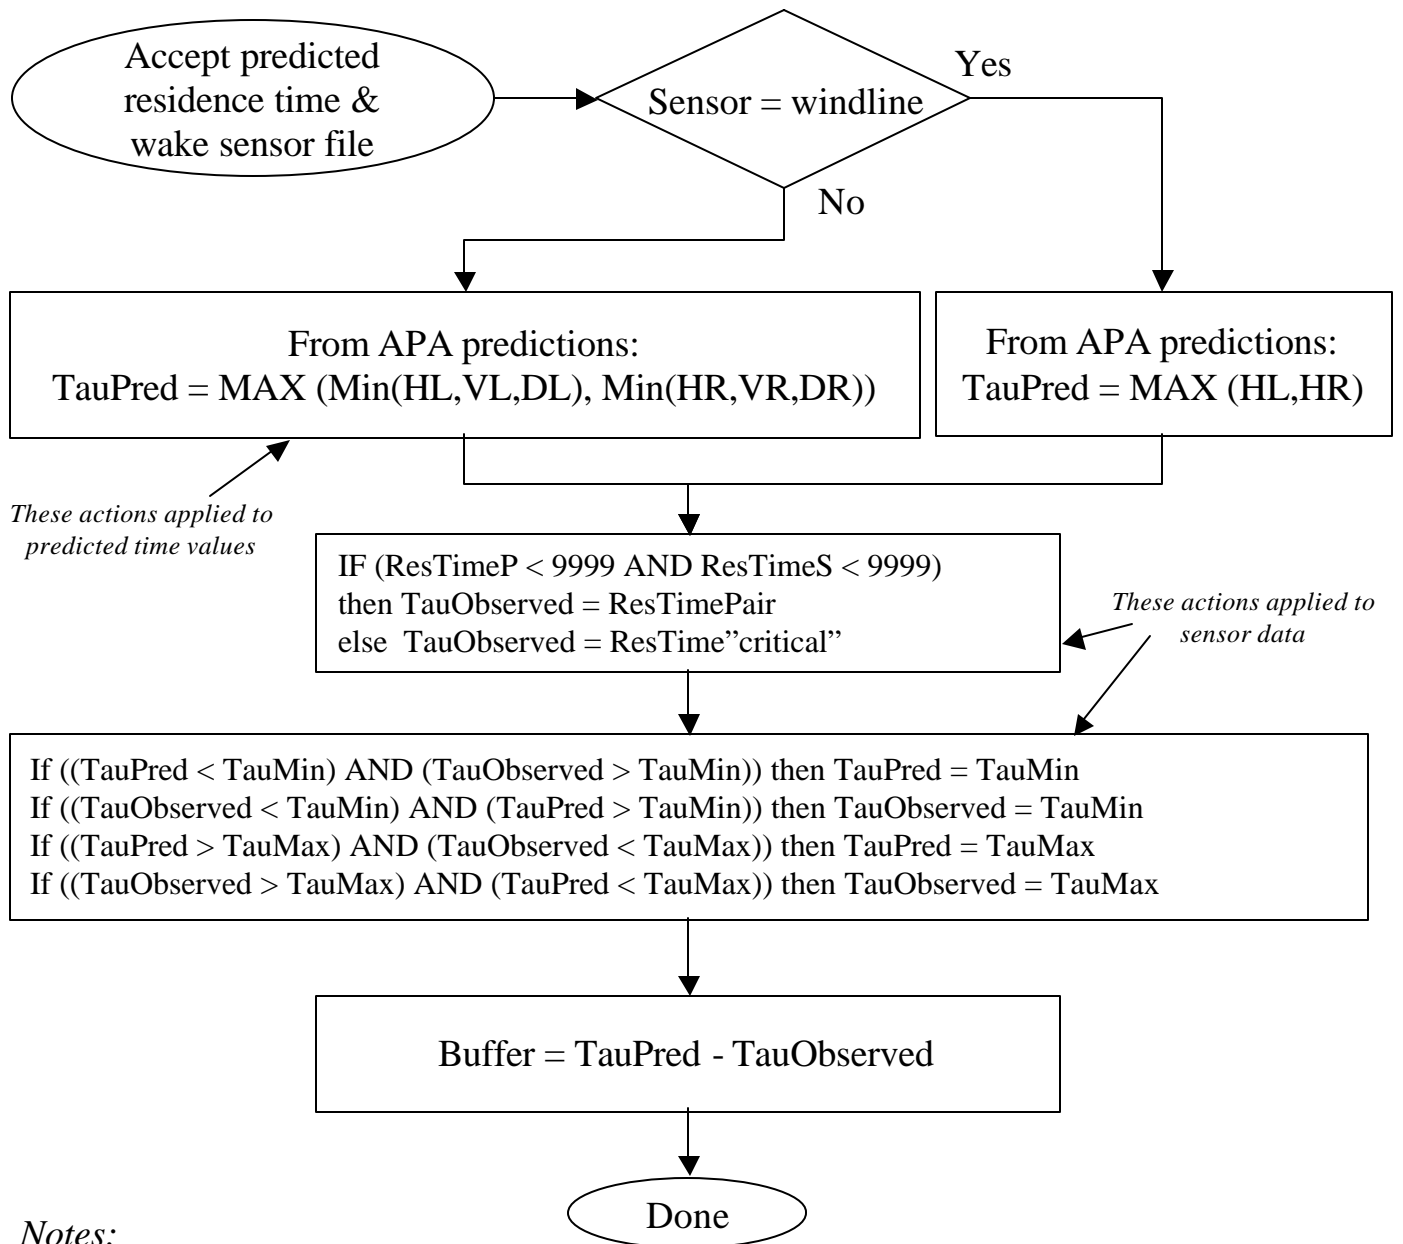 Accept predicted
residence time &
wake sensor file
Sensor = windline
Yes
No
From APA predictions:
TauPred = MAX (Min(HL,VL,DL), Min(HR,VR,DR))
From APA predictions:
TauPred = MAX (HL,HR)
These actions applied to
predicted time values
IF (ResTimeP < 9999 AND ResTimeS < 9999)
then TauObserved = ResTimePair
else  TauObserved = ResTime”critical”
These actions applied to
sensor data
If ((TauPred < TauMin) AND (TauObserved > TauMin)) then TauPred = TauMin
If ((TauObserved < TauMin) AND (TauPred > TauMin)) then TauObserved = TauMin
If ((TauPred > TauMax) AND (TauObserved < TauMax)) then TauPred = TauMax
If ((TauObserved > TauMax) AND (TauPred < TauMax)) then TauObserved = TauMax
Buffer = TauPred - TauObserved
Done
Notes: